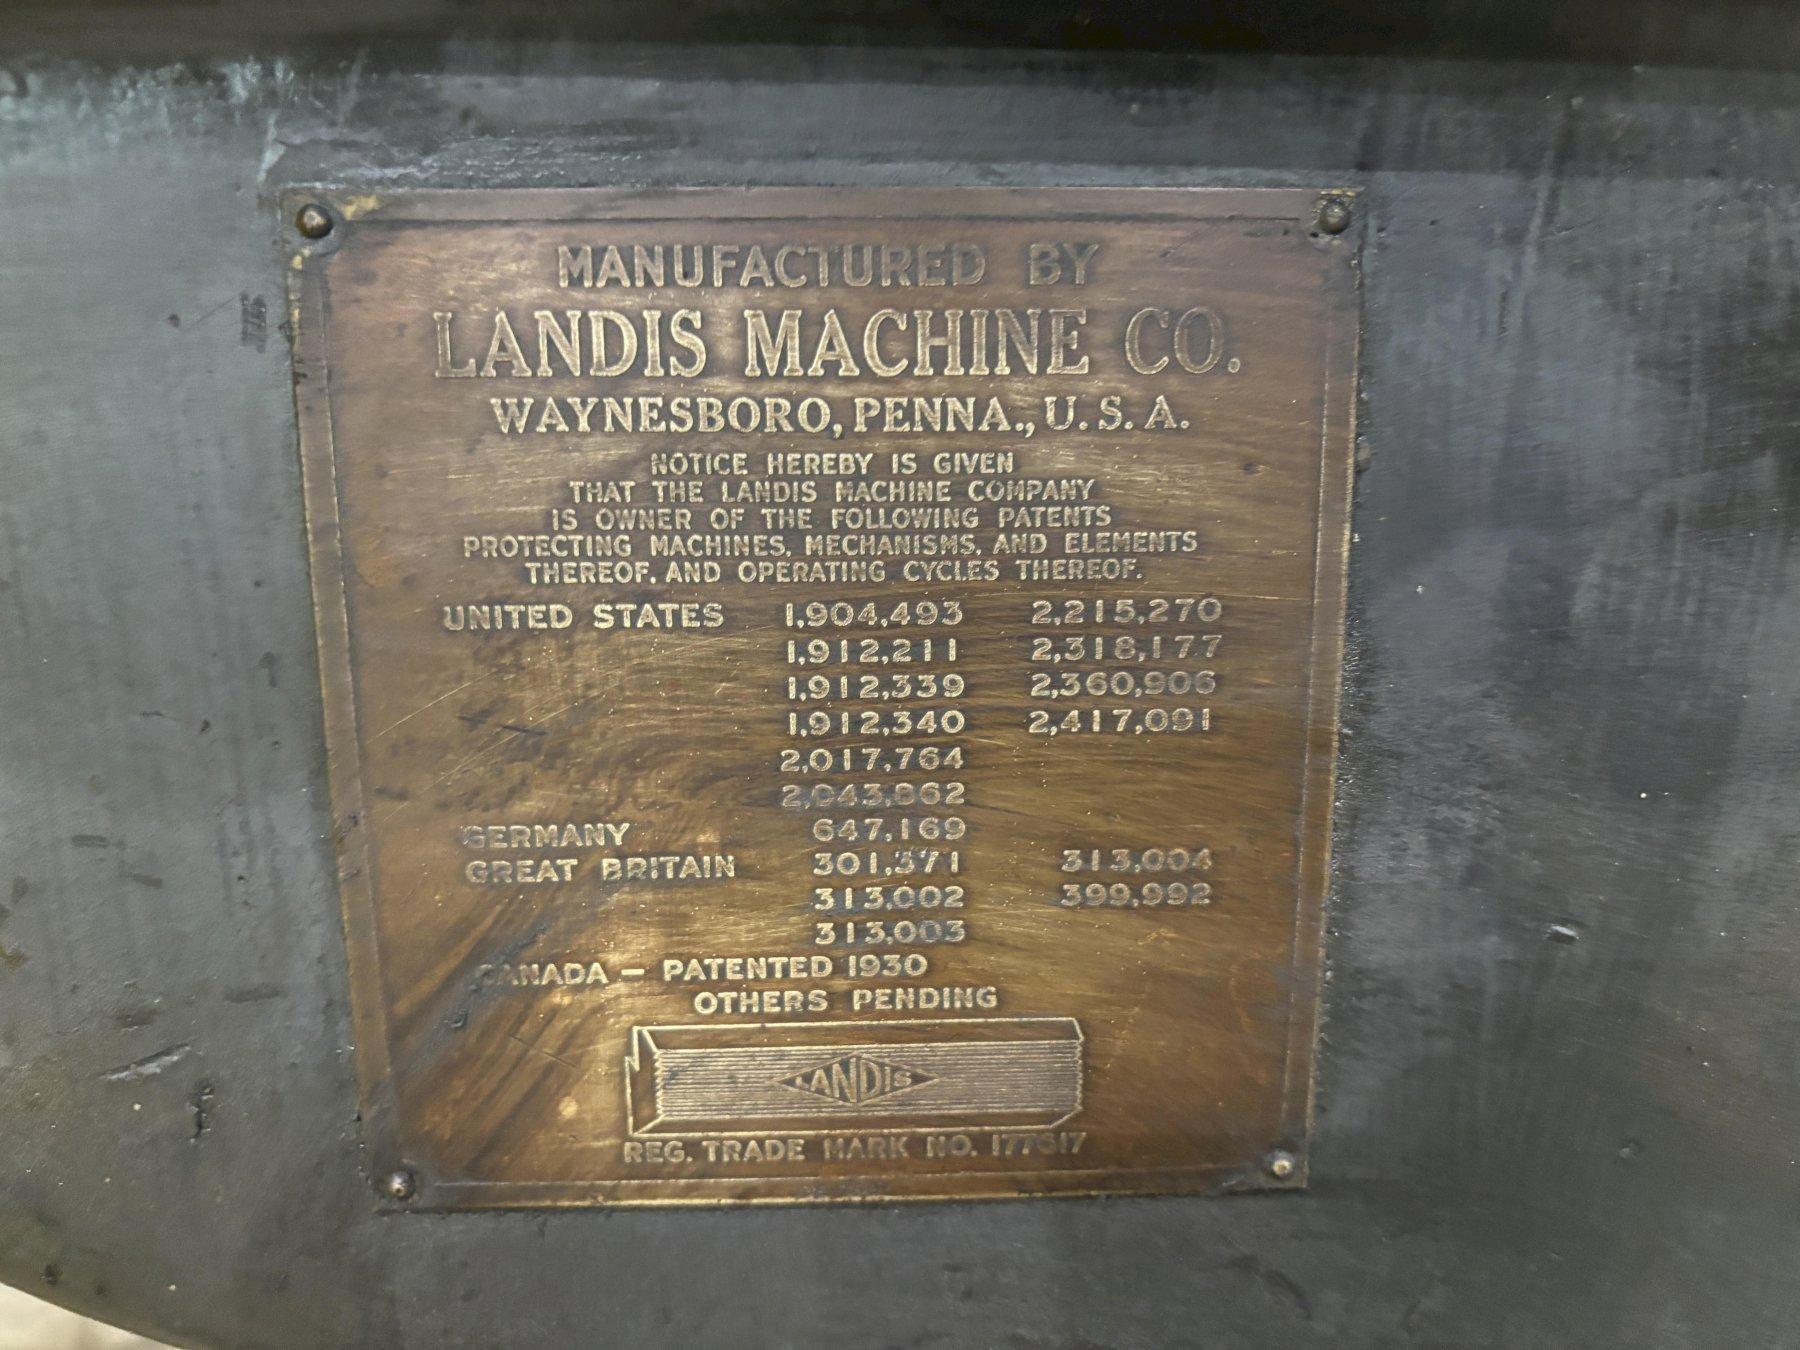 MANUFACTURED BY
LANDIS MACHINE CO.
WAYNESBORO, PENNA., U.S.A.
NOTICE HEREBY IS GIVEN
THAT THE LANDIS MACHINE COMPANY
IS OWNER OF THE FOLLOWING PATENTS
PROTECTING MACHINES, MECHANISMS, AND ELEMENTS
THEREOF, AND OPERATING CYCLES THEREOF.
UNITED STATES 1,904,493 2,215,270
1,912,211 2,318,177
1,912,339 2,360,906
1,912,340 2,417,091
2,017,764
2,043,862
GERMANY 647,169
GREAT BRITAIN 301,371 313,004
313,002 399,992
313,003
CANADA – PATENTED 1930
OTHERS PENDING
LANDIS
REG. TRADE MARK NO. 177617